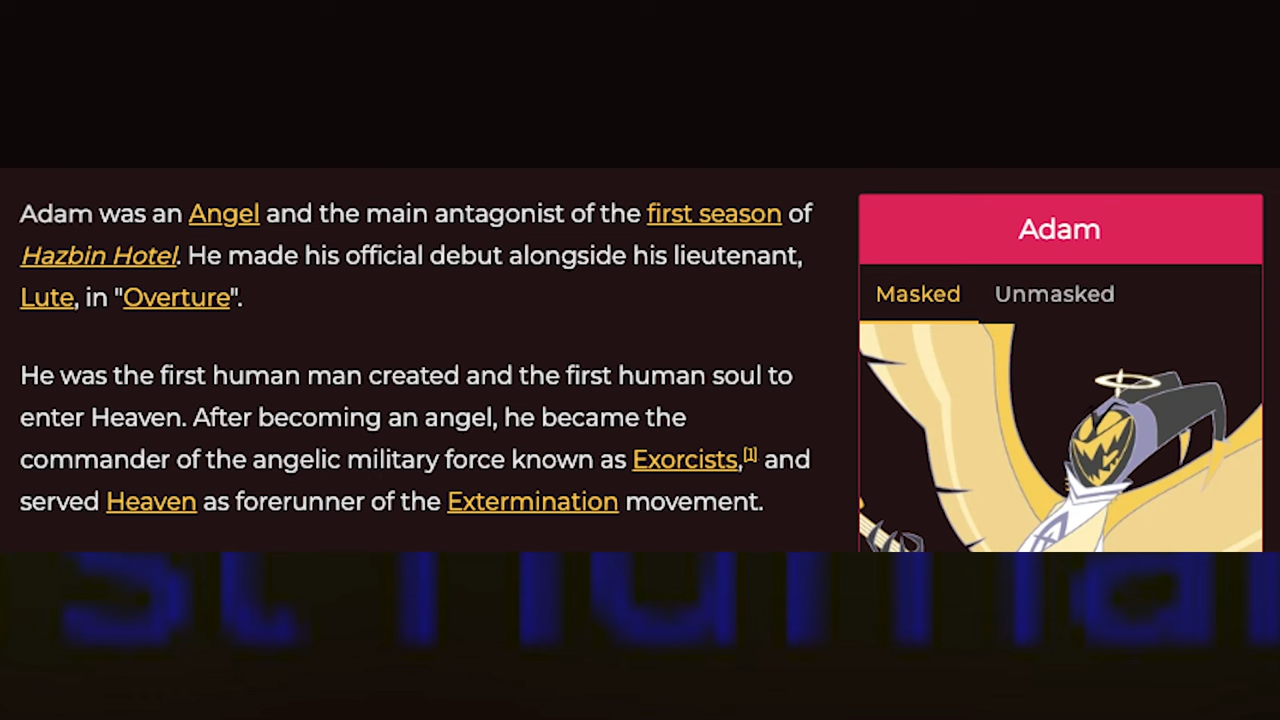 Adam was an Angel and the main antagonist of the first season of
Hazbin Hotel. He made his official debut alongside his lieutenant,
Lute, in "Overture".
He was the first human man created and the first human soul to
enter Heaven. After becoming an angel, he became the
commander of the angelic military force known as Exorcists,[1] and
served Heaven as forerunner of the Extermination movement.
Adam
Masked Unmasked